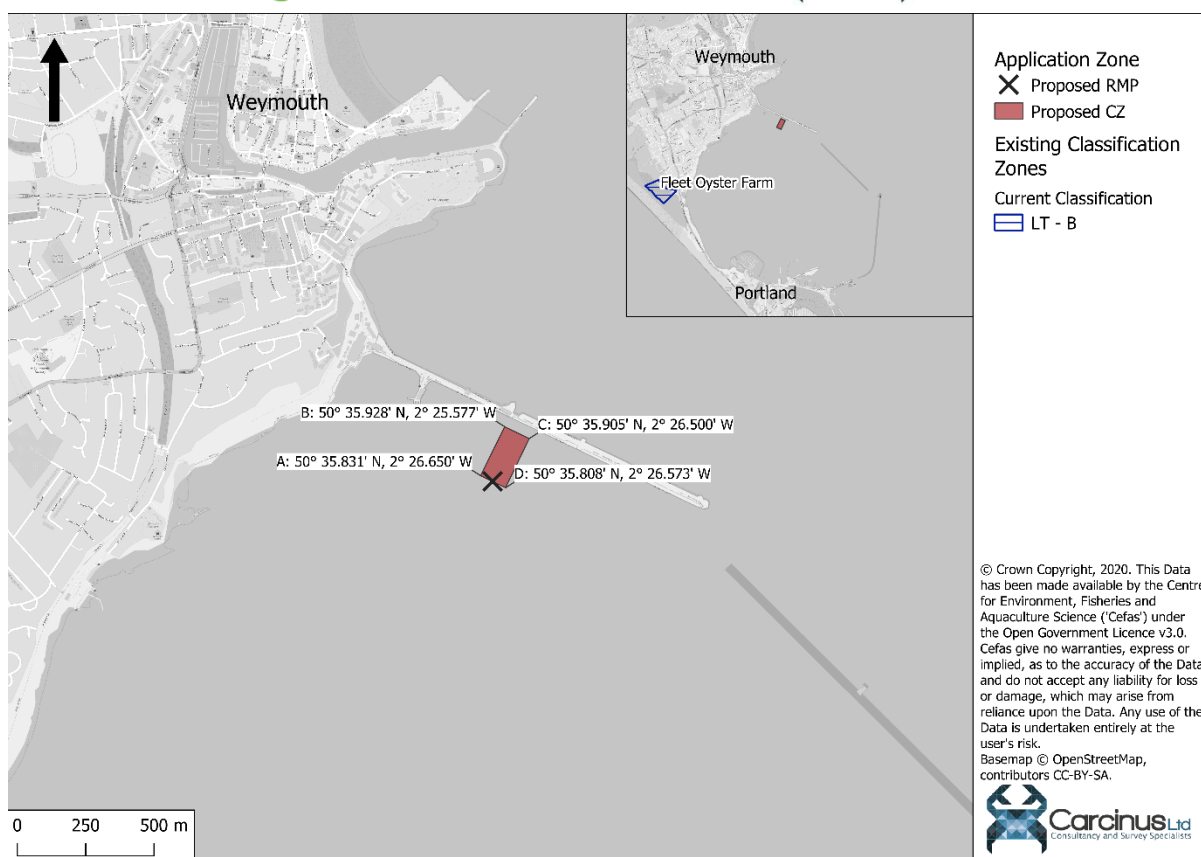 Weymouth
B: 50° 35.928' N, 2° 25.577' W
C: 50° 35.905' N, 2° 26.500' W
A: 50° 35.831' N, 2° 26.650' W
D: 50° 35.808' N, 2° 26.573' W
0 250 500 m
Weymouth
Fleet Oyster Farm
Portland
Application Zone
Proposed RMP
Proposed CZ
Existing Classification
Zones
Current Classification
LT - B
© Crown Copyright, 2020. This Data
has been made available by the Centre
for Environment, Fisheries and
Aquaculture Science ('Cefas') under
the Open Government Licence v3.0.
Cefas give no warranties, express or
implied, as to the accuracy of the Data
and do not accept any liability for loss
or damage, which may arise from
reliance upon the Data. Any use of the
Data is undertaken entirely at the
user's risk.
Basemap © OpenStreetMap,
contributors CC-BY-SA.
Carcinus Ltd
Consultancy and Survey Specialists